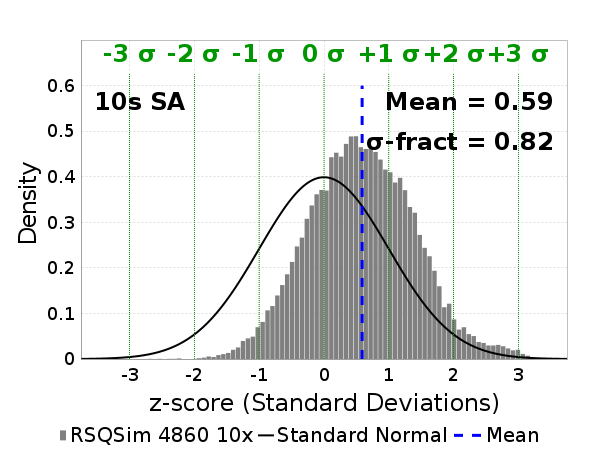 -3 σ -2 σ -1 σ 0 σ +1 σ +2 σ +3 σ
0.6
10s SA
Mean = 0.59
0.5
σ-fract = 0.82
0.4
0.3
0.2
0.1
0
Density
-3 -2 -1 0 1 2 3
z-score (Standard Deviations)
RSQSim 4860 10x Standard Normal Mean